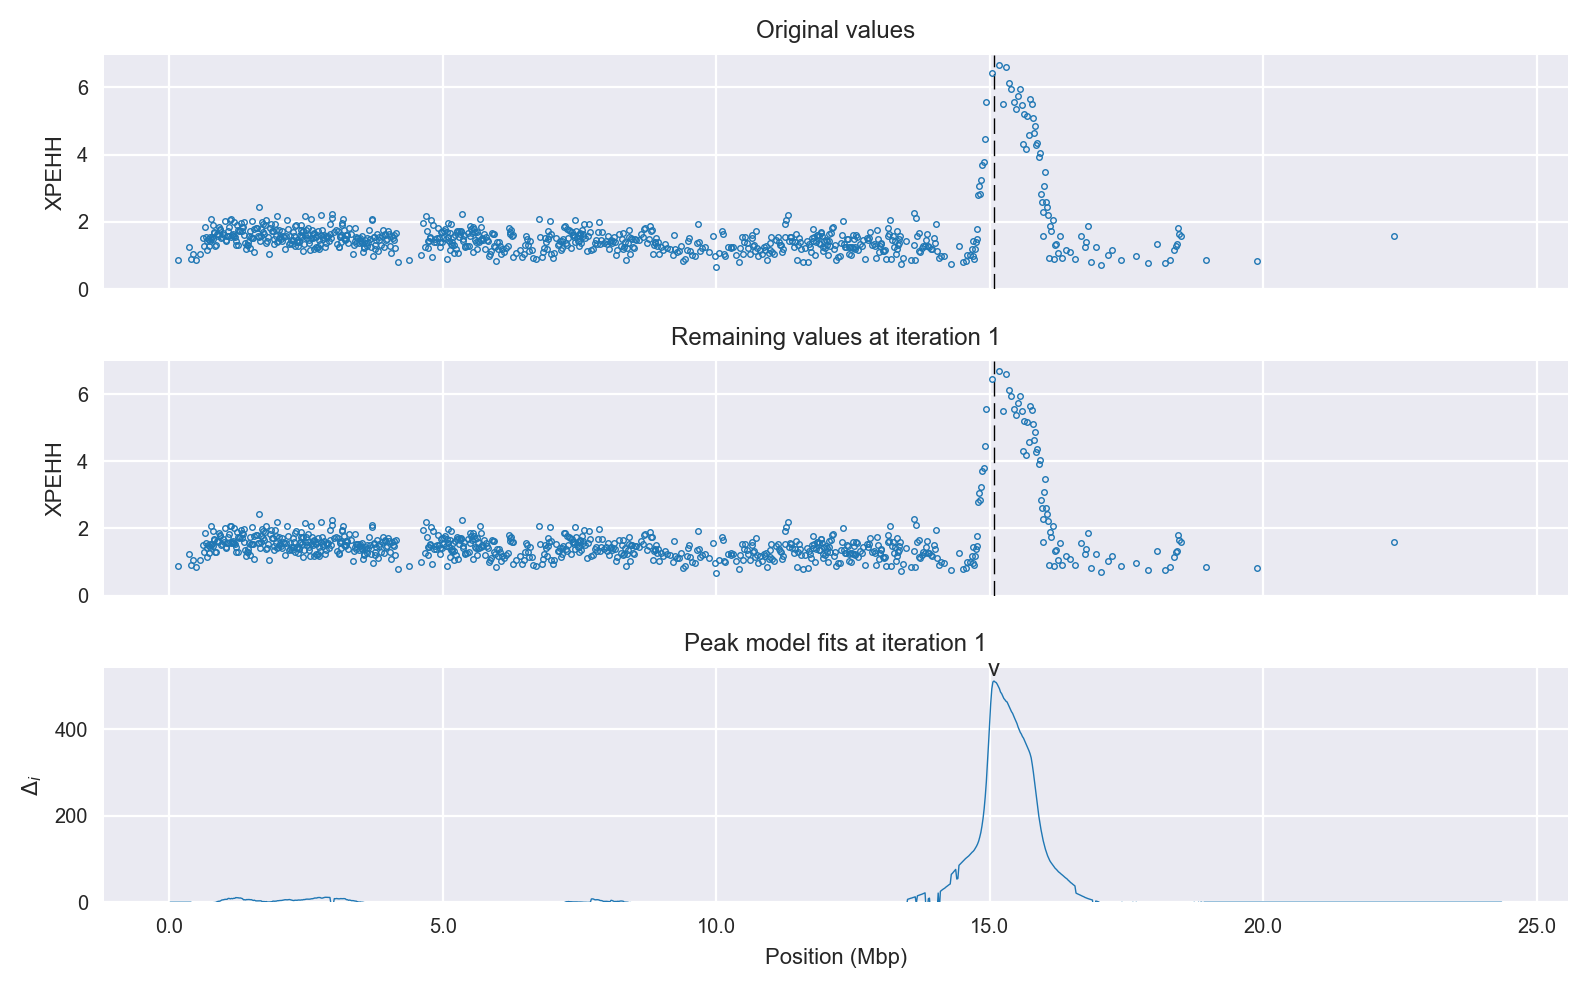 Original values
XPEHH
6
4
2
0
Remaining values at iteration 1
XPEHH
6
4
2
0
Peak model fits at iteration 1
v
Δi
400
200
0
0.0 5.0 10.0 15.0 20.0 25.0
Position (Mbp)